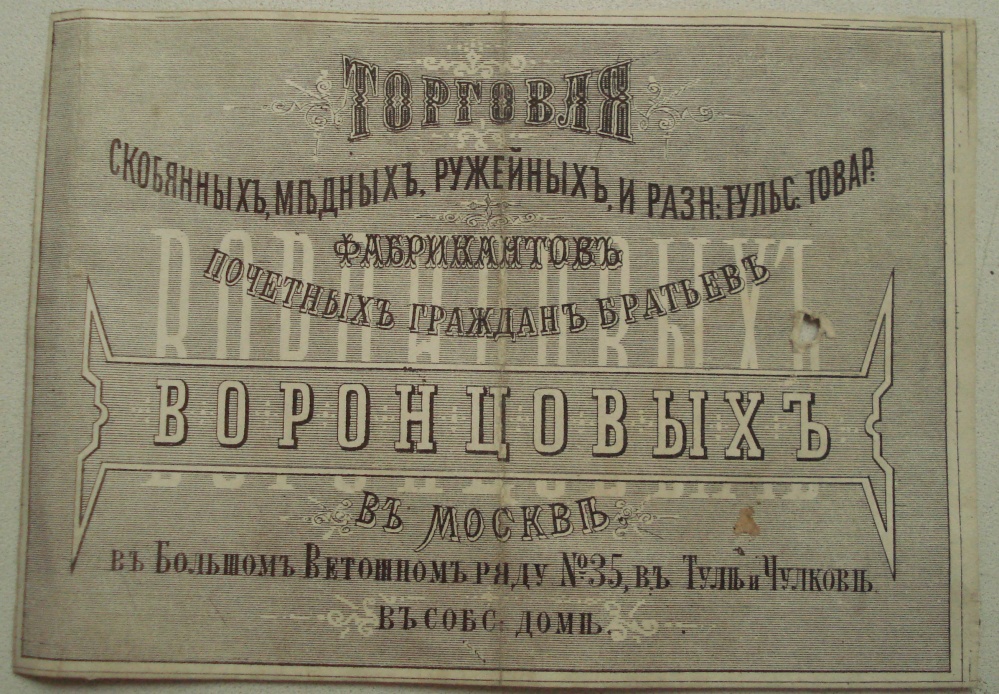 ТОРГОВЛЯ
СКОБЯННЫХЪ, МѢДНЫХЪ, РУЖЕЙНЫХЪ, И РАЗН: ТУЛЬС: ТОВАР:
ФАБРИКАНТОВЪ
ПОЧЕТНЫХЪ ГРАЖДАНЪ БРАТЬЕВЪ
ВОРОНЦОВЫХЪ
ВЪ МОСКВѢ.
въ Большомъ Ветошномъ ряду №35, въ Тулѣ и Чулковѣ
ВЪ СОБС: ДОМѢ.